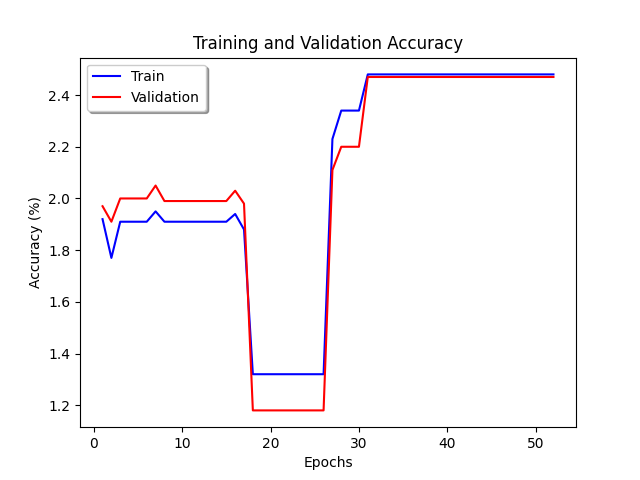 Training and Validation Accuracy
Train
Validation
Accuracy (%)
2.4
2.2
2.0
1.8
1.6
1.4
1.2
0
10
20
30
40
50
Epochs